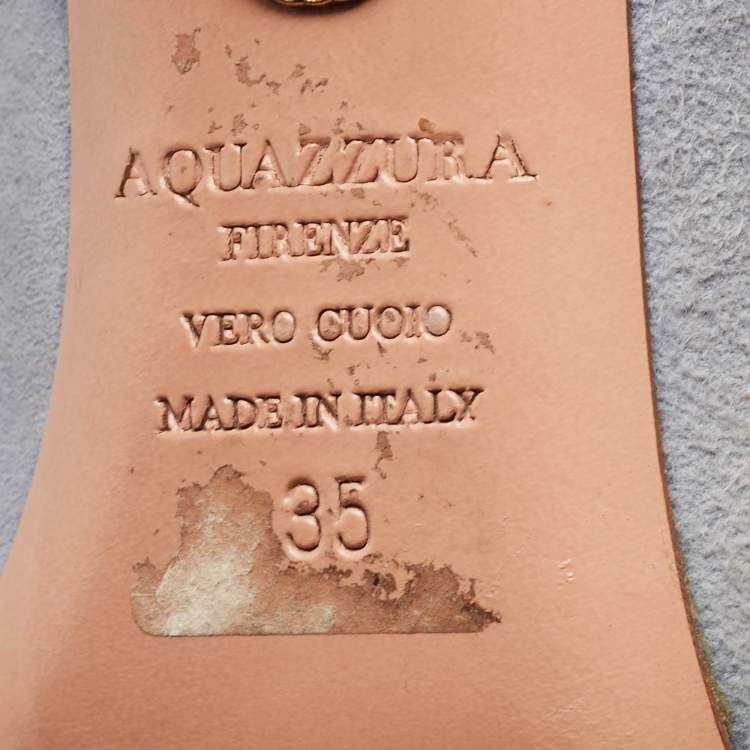 AQUAZZURA
FIRENZE
VERO CUOIO
MADE IN ITALY
35